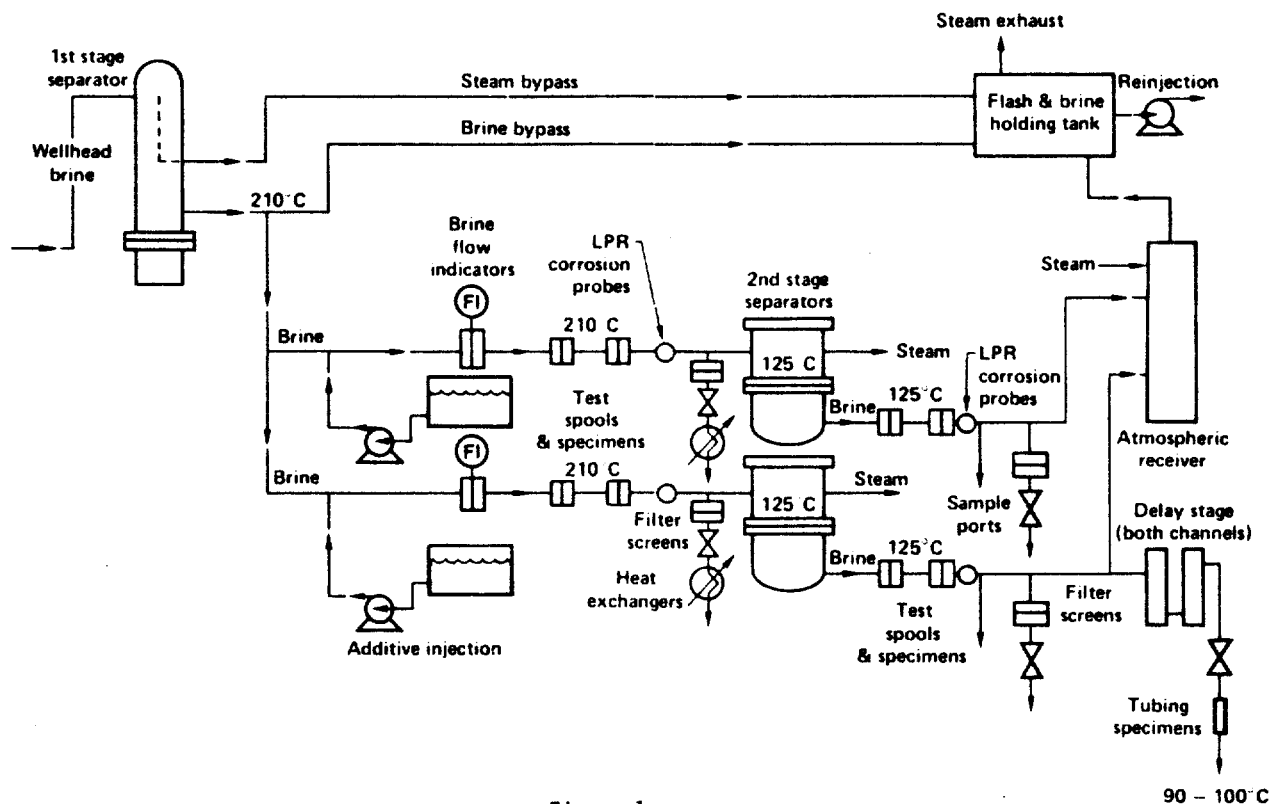 Steam exhaust
1st stage
separator
Steam bypass
Flash & brine
holding tank
Reinjection
Brine bypass
Wellhead
brine
210°C
Brine
flow
indicators
LPR
corrosion
probes
2nd stage
separators
Steam
FI
Brine
210 C
125 C
Steam
LPR
corrosion
probes
Test
spools
& specimens
Brine
125°C
Atmospheric
receiver
FI
Brine
210 C
125°C
Steam
Filter
screens
Sample
ports
Delay stage
(both channels)
Brine
125°C
Heat
exchangers
Test
spools
& specimens
Filter
screens
Additive injection
Tubing
specimens
90 – 100°C